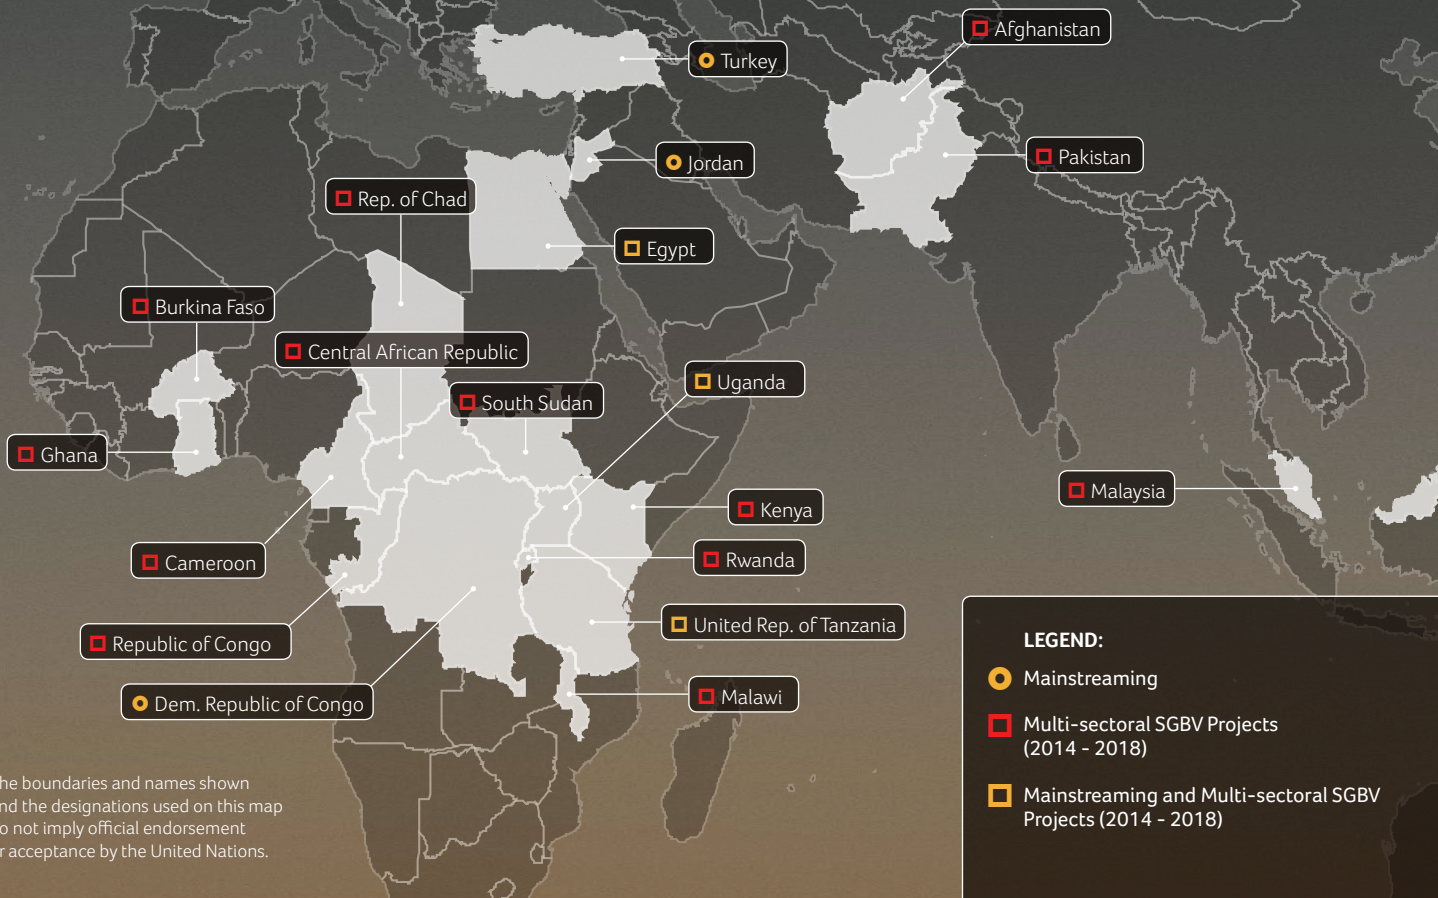 Afghanistan
Turkey
Pakistan
Jordan
Rep. of Chad
Egypt
Burkina Faso
Central African Republic
Uganda
South Sudan
Ghana
Malaysia
Kenya
Cameroon
Rwanda
United Rep. of Tanzania
Republic of Congo
Malawi
Dem. Republic of Congo
he boundaries and names shown
nd the designations used on this map
o not imply official endorsement
r acceptance by the United Nations.
LEGEND:
Mainstreaming
Multi-sectoral SGBV Projects
(2014 - 2018)
Mainstreaming and Multi-sectoral SGBV
Projects (2014 - 2018)